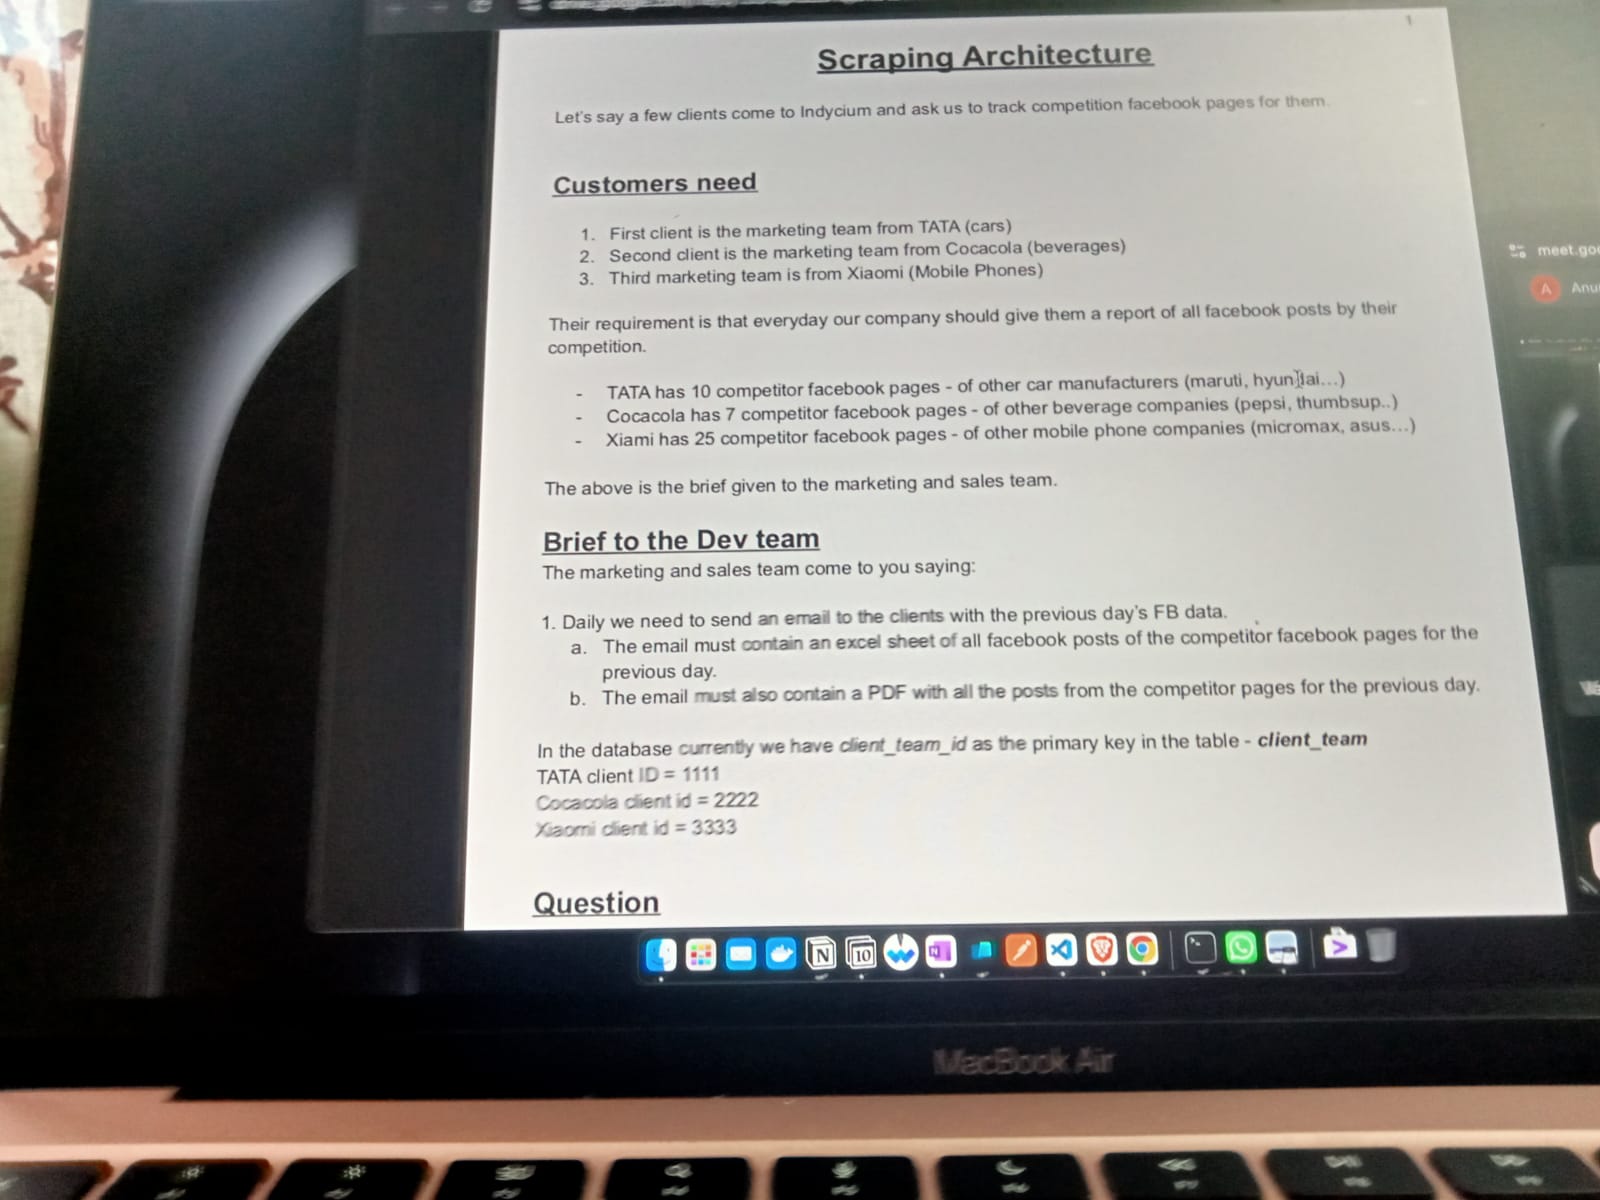 1
Scraping Architecture
Let's say a few clients come to Indycium and ask us to track competition facebook pages for them.
Customers need
1. First client is the marketing team from TATA (cars)
2. Second client is the marketing team from Cocacola (beverages)
3. Third marketing team is from Xiaomi (Mobile Phones)
Their requirement is that everyday our company should give them a report of all facebook posts by their
competition.
- TATA has 10 competitor facebook pages - of other car manufacturers (maruti, hyundai...)
- Cocacola has 7 competitor facebook pages - of other beverage companies (pepsi, thumbsup..)
- Xiami has 25 competitor facebook pages - of other mobile phone companies (micromax, asus...)
The above is the brief given to the marketing and sales team.
Brief to the Dev team
The marketing and sales team come to you saying:
1. Daily we need to send an email to the clients with the previous day's FB data.
a. The email must contain an excel sheet of all facebook posts of the competitor facebook pages for the
previous day.
b. The email must also contain a PDF with all the posts from the competitor pages for the previous day.
In the database currently we have client_team_id as the primary key in the table - client_team
TATA client ID = 1111
Cocacola client id = 2222
Xiaomi client id = 3333
Question
meet.goo
A Anu
N
10
N
MacBook Air